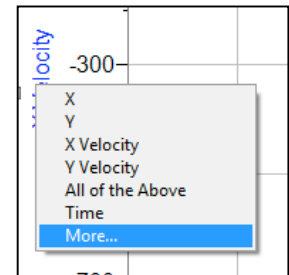 Velocity
-300
X
Y
X Velocity
Y Velocity
All of the Above
Time
More...